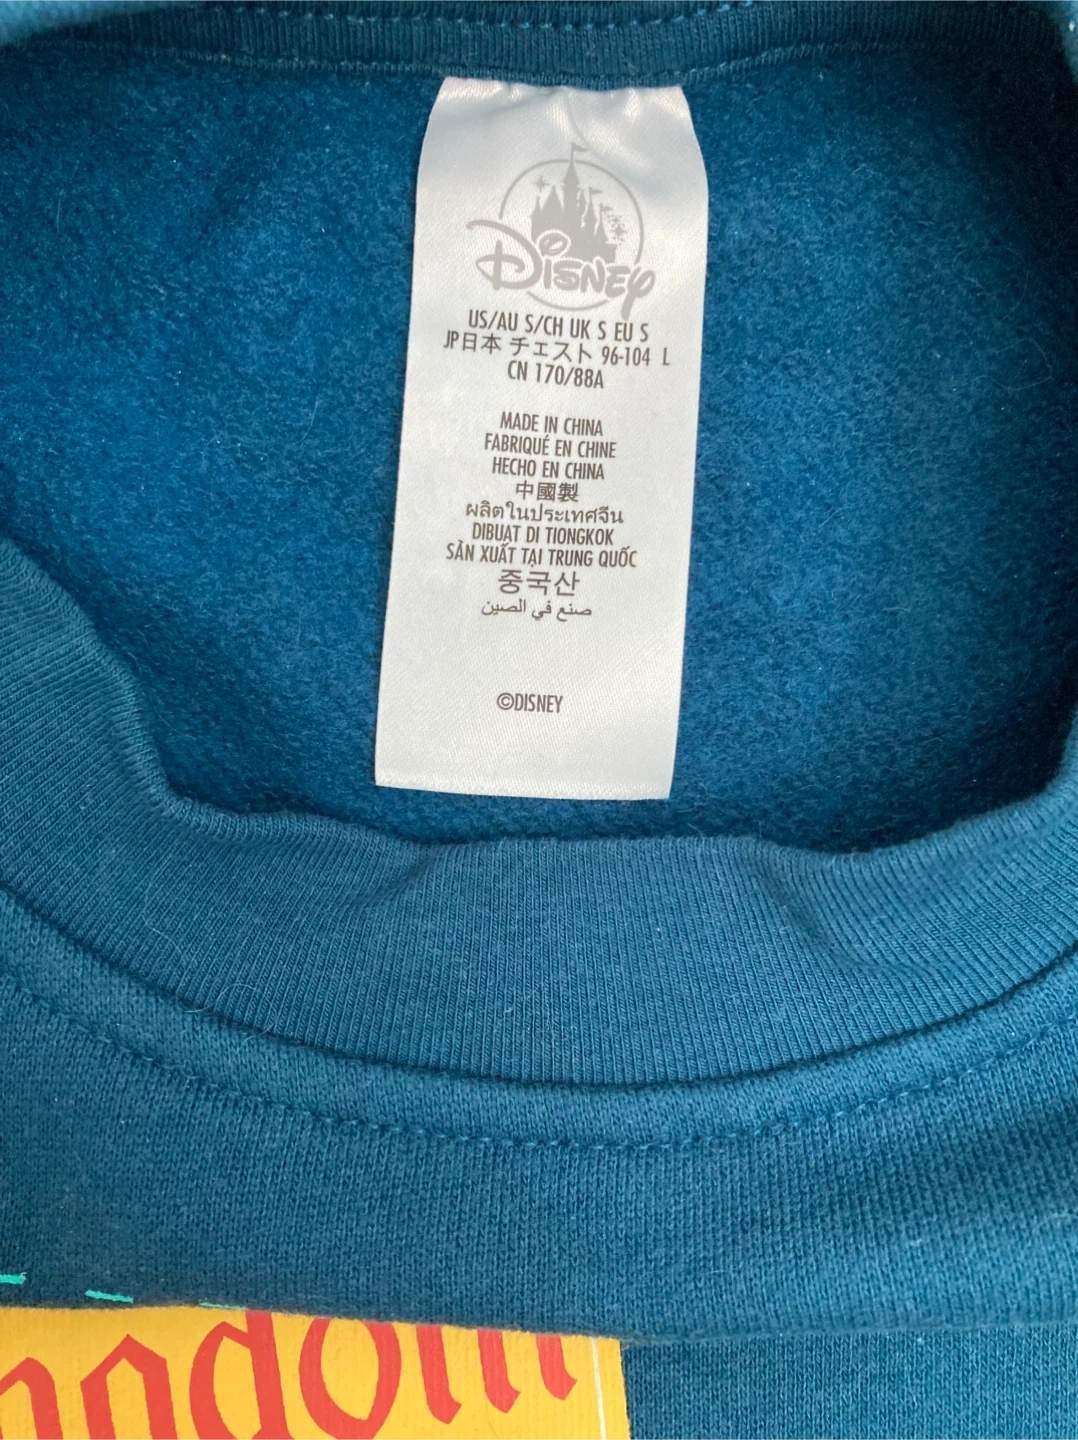 DISNEY
US/AU S/CH UK S EU S
JP日本 チェスト 96-104 L
CN 170/88A
MADE IN CHINA
FABRIQUÉ EN CHINE
HECHO EN CHINA
中國製
ผลิตในประเทศจีน
DIBUAT DI TIONGKOK
SẢN XUẤT TẠI TRUNG QUỐC
중국산
صنع في الصين
©DISNEY